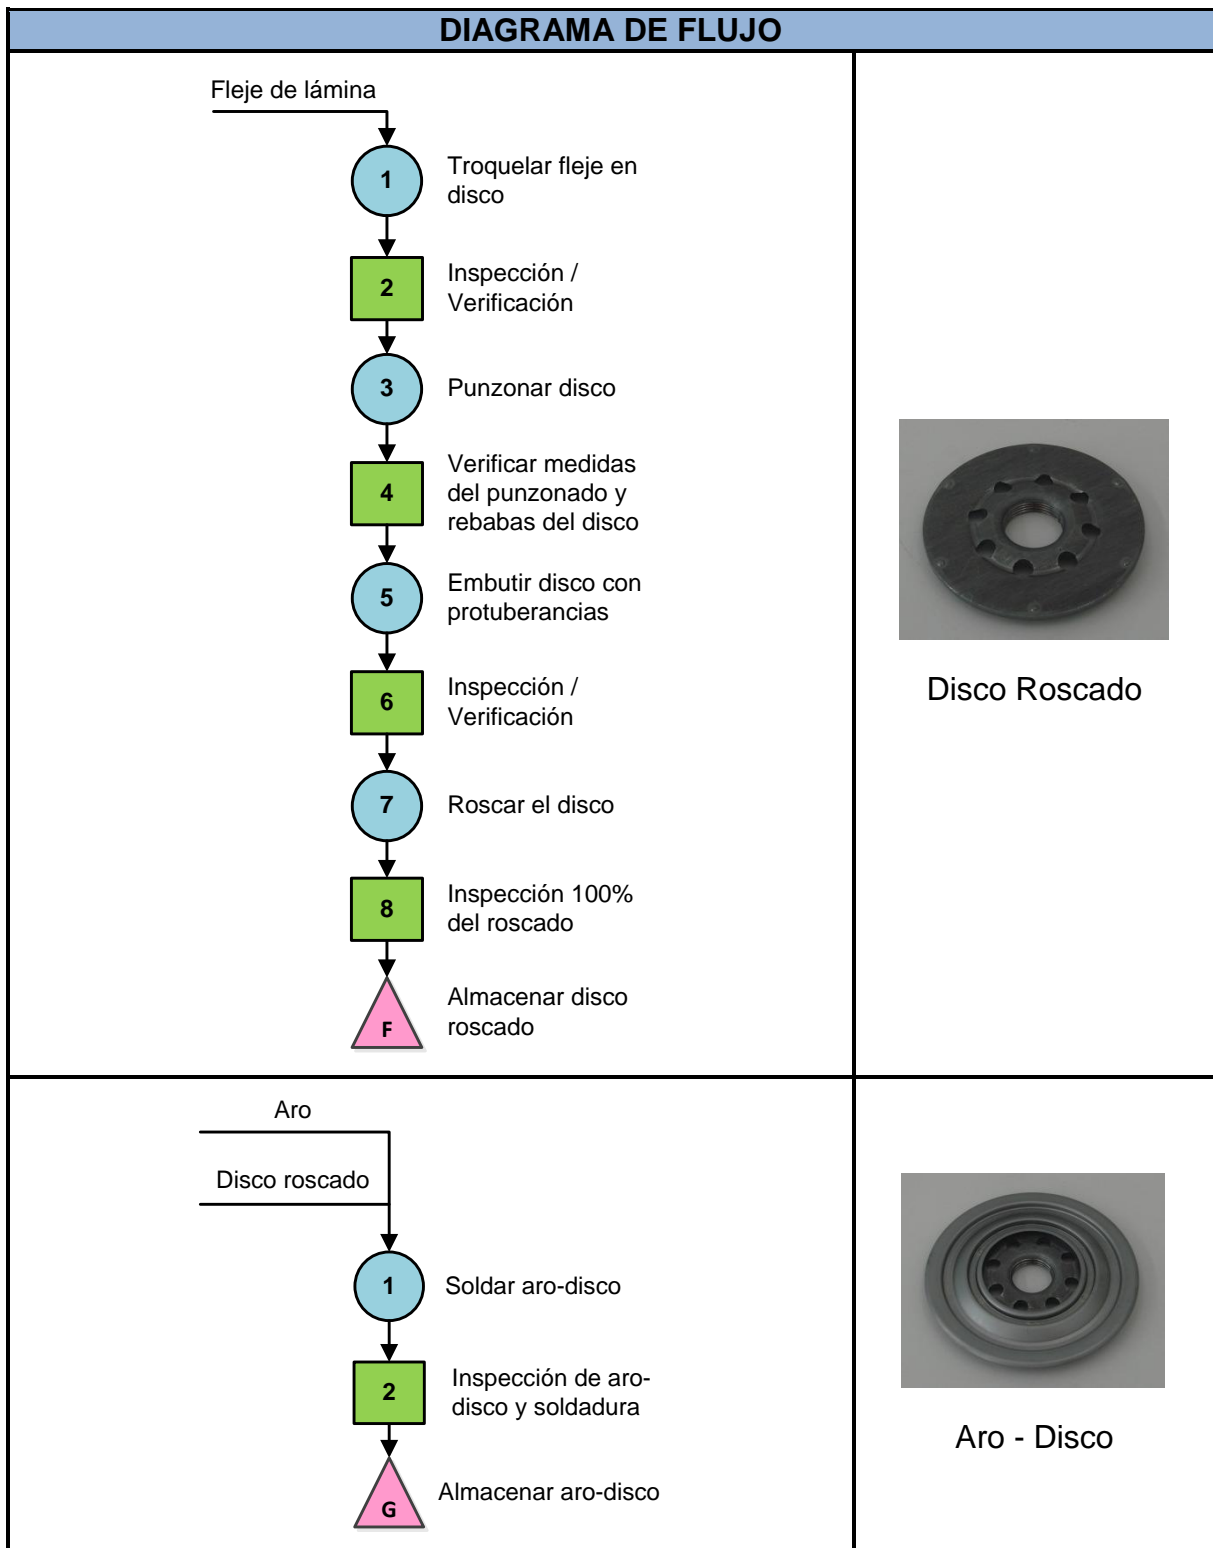 DIAGRAMA DE FLUJO
Fleje de lámina
1
Troquelar fleje en
disco
2
Inspección /
Verificación
3
Punzonar disco
4
Verificar medidas
del punzonado y
rebabas del disco
5
Embutir disco con
protuberancias
6
Inspección /
Verificación
7
Roscar el disco
8
Inspección 100%
del roscado
F
Almacenar disco
roscado
Disco Roscado
Aro
Disco roscado
1
Soldar aro-disco
2
Inspección de aro-
disco y soldadura
G
Almacenar aro-disco
Aro - Disco